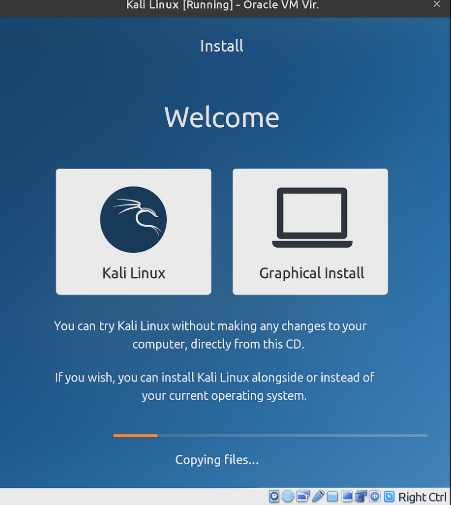 Kali Linux [Running] - Oracle VM Vir.
Install
Welcome
Kali Linux
Graphical Install
You can try Kali Linux without making any changes to your
computer, directly from this CD.
If you wish, you can install Kali Linux alongside or instead of
your current operating system.
Copying files...
Right Ctrl